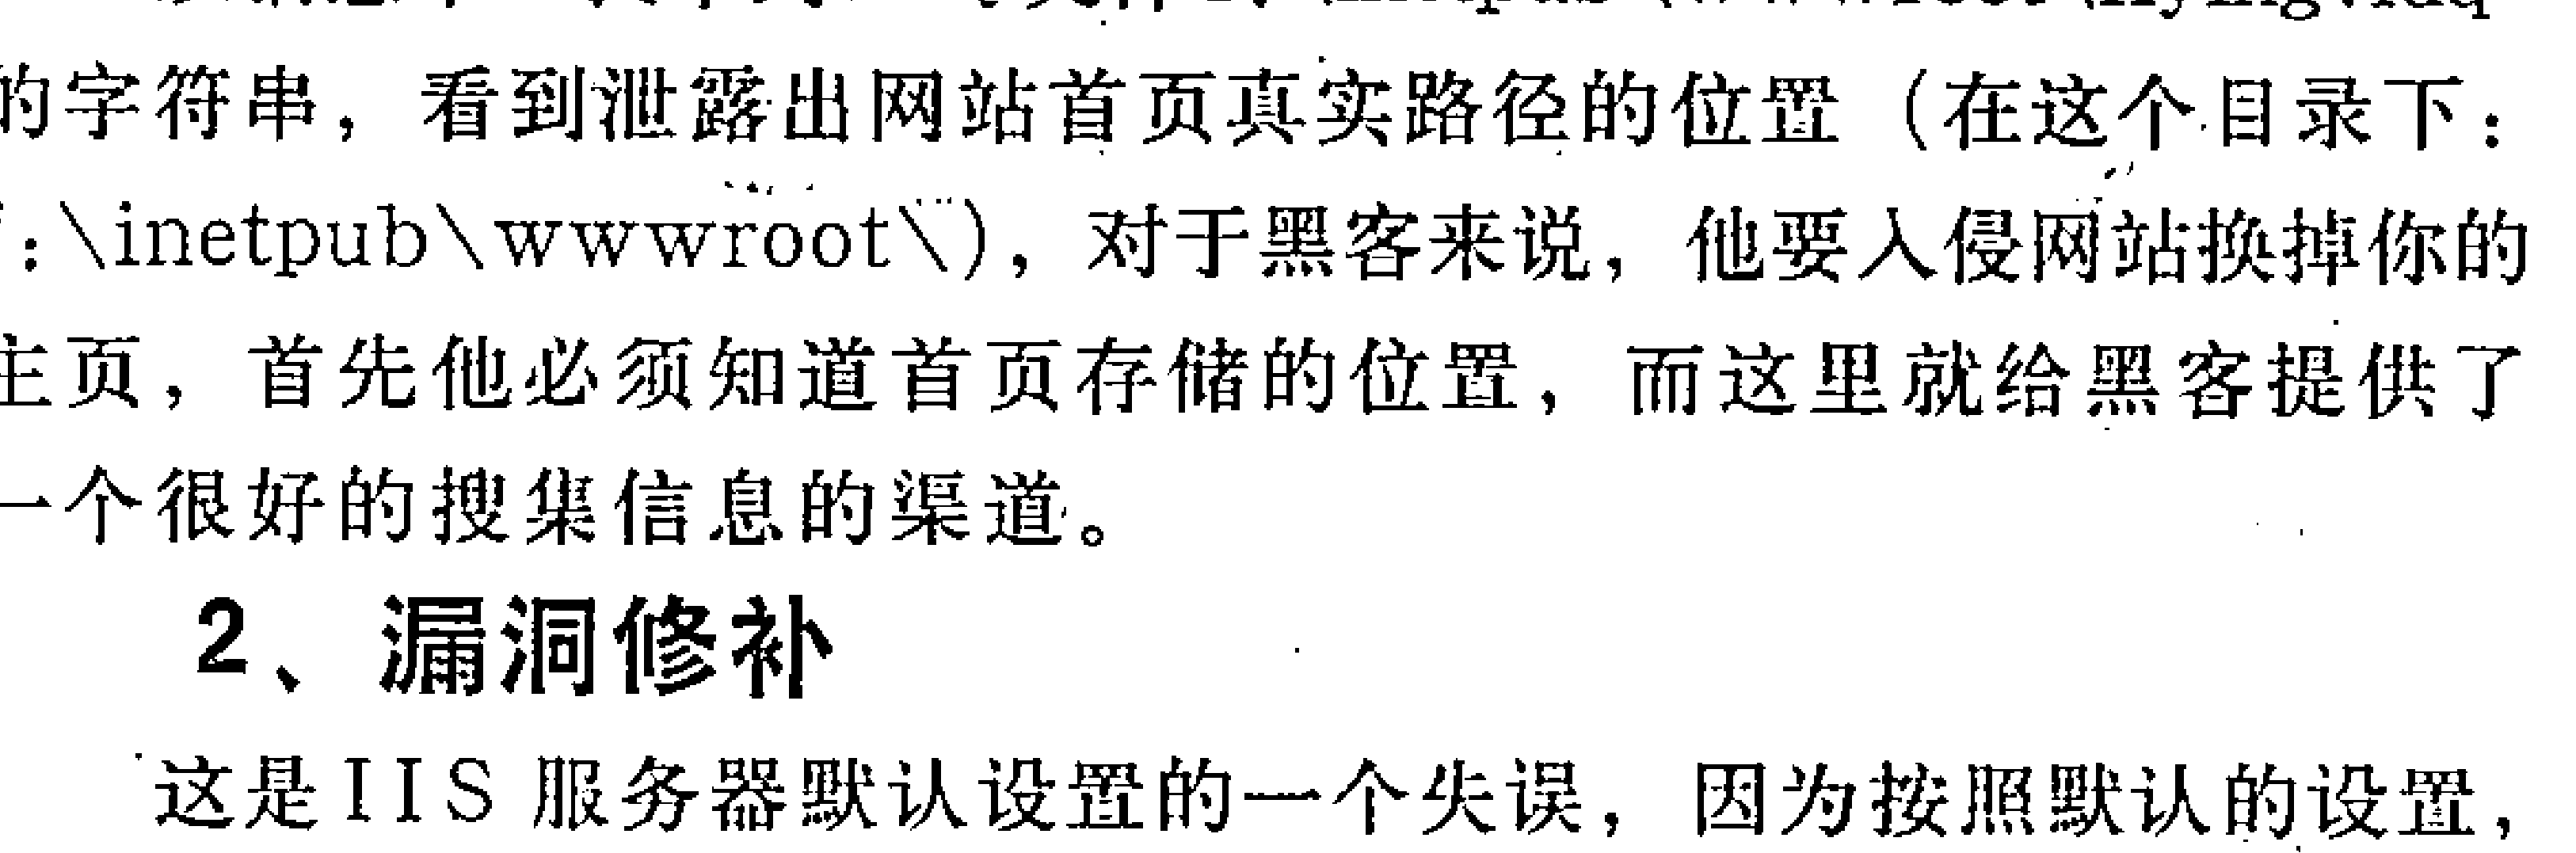 的字符串，看到泄露出网站首页真实路径的位置（在这个目录下：
:\inetpub\wwwroot\），对于黑客来说，他要入侵网站换掉你的
主页，首先他必须知道首页存储的位置，而这里就给黑客提供了
一个很好的搜集信息的渠道。
2、漏洞修补
这是IIS 服务器默认设置的一个失误，因为按照默认的设置，